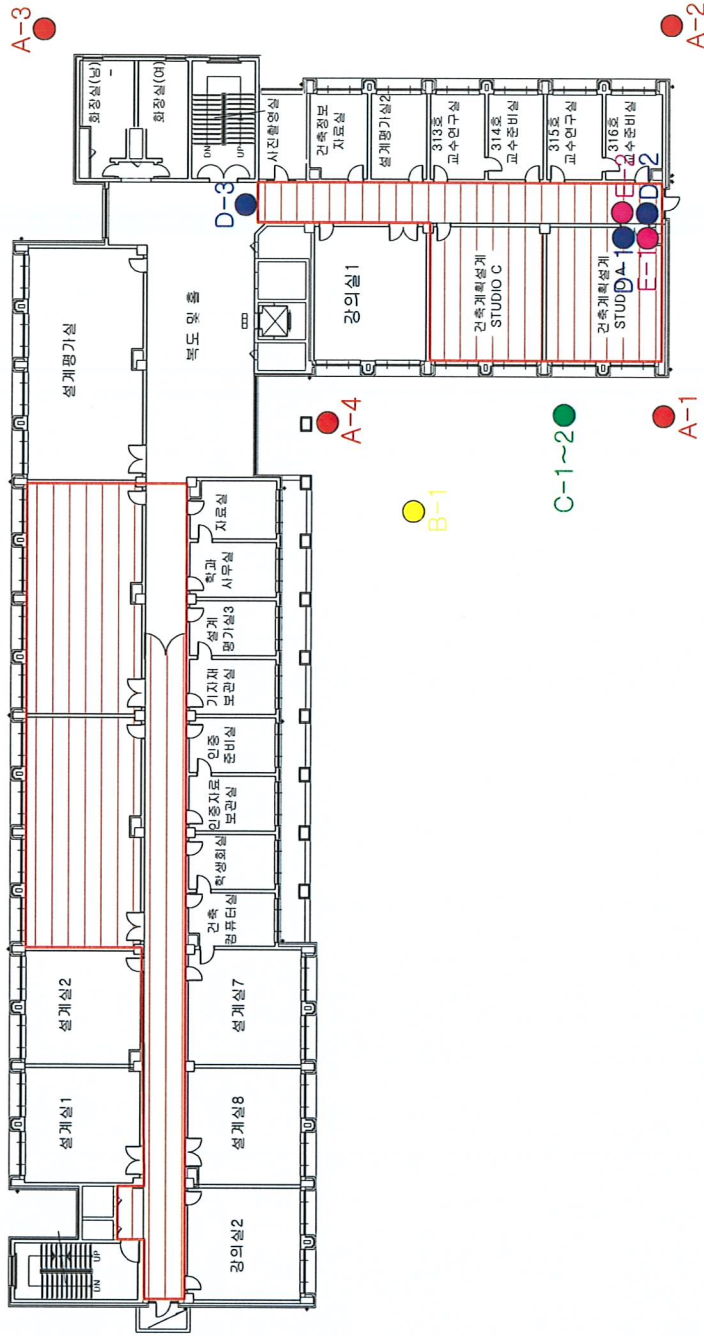 A-3
A-2
화장실(남)
화장실(여)
DN
UP
사진촬영실
건축정보
자료실
설계평가실2
313호
교수연구실
314호
교수준비실
315호
교수연구실
316호
교수준비실
D-3
E-2
D-2
D-1
E-1
강의실1
건축계획설계
STUDIO C
건축계획설계
STUDIO A
복도 및 홀
설계평가실
A-4
C-1~2
A-1
B-1
자료실
학과
사무실
설계
평가실3
기자재
보관실
인증
준비실
인증자료
보관실
학생회실
건축
컴퓨터실
설계실2
설계실7
설계실1
설계실8
강의실2
UP
DN